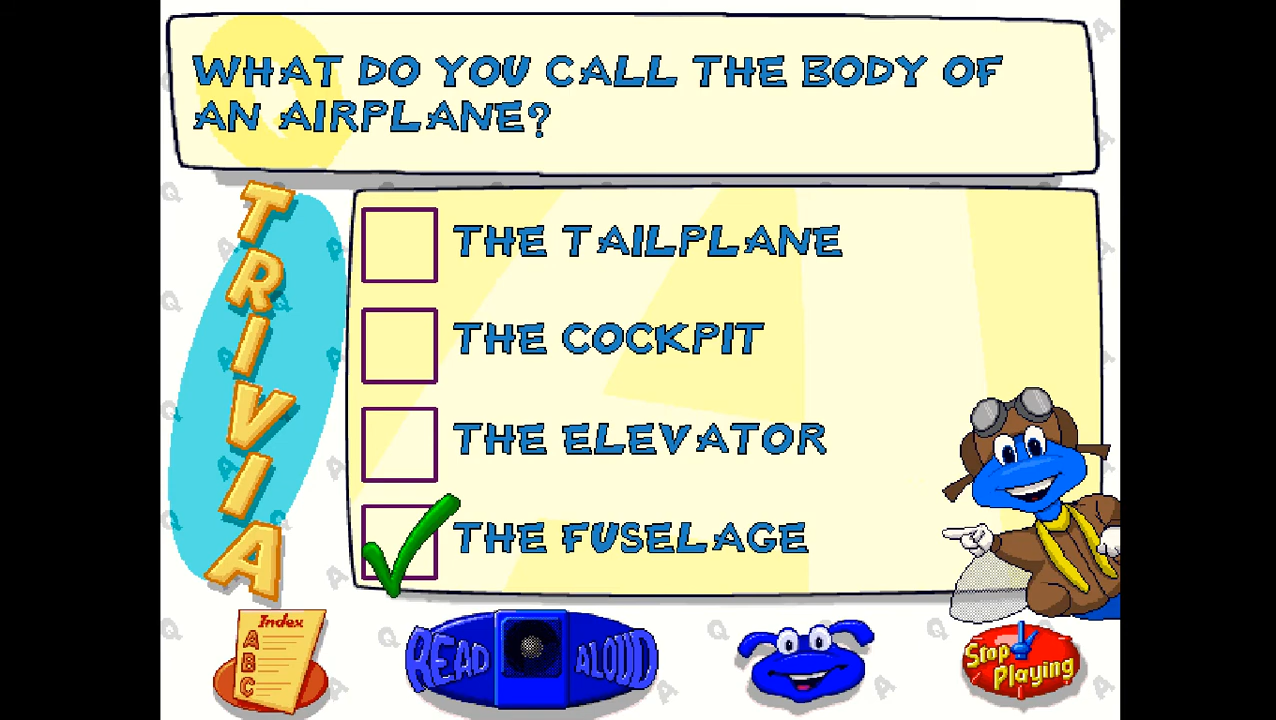 WHAT DO YOU CALL THE BODY OF
AN AIRPLANE?
TRIVIA
THE TAILPLANE
THE COCKPIT
THE ELEVATOR
THE FUSELAGE
Index
A
B
C
READ ALOUD
Stop
Playing